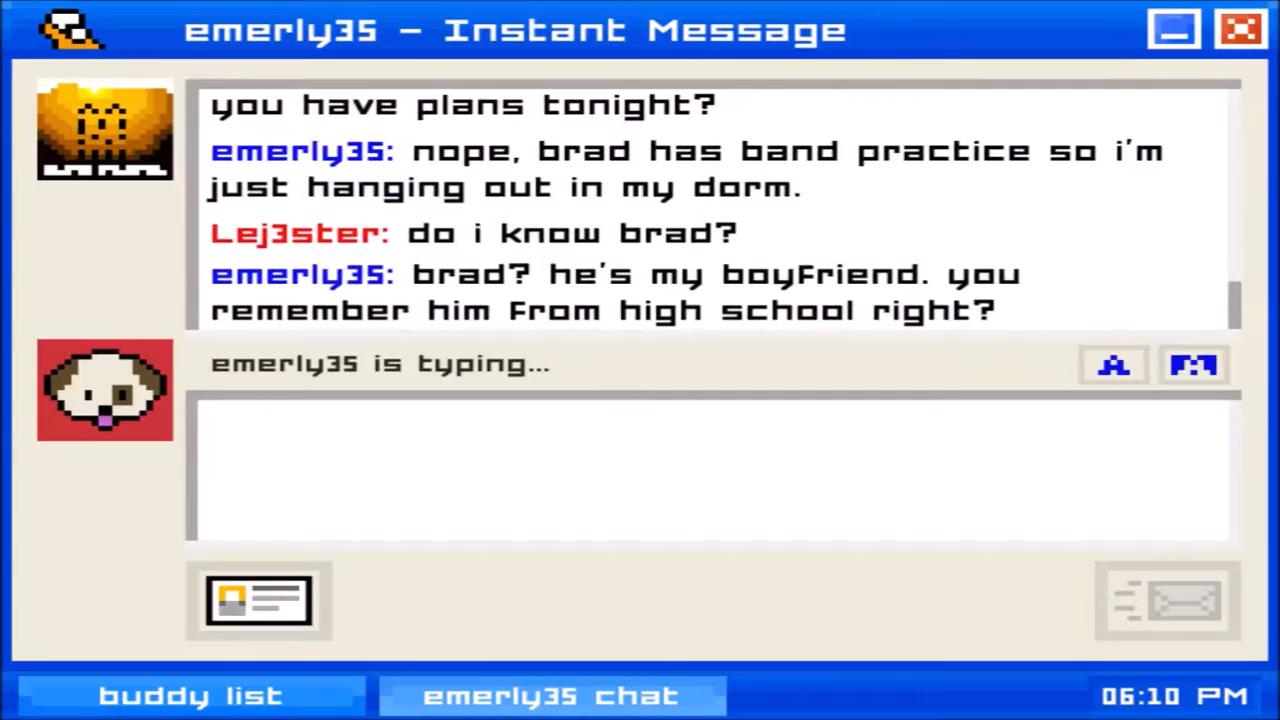 emerly35 - Instant Message
you have plans tonight?
emerly35: nope, brad has band practice so i'm
just hanging out in my dorm.
Lej3ster: do i know brad?
emerly35: brad? he's my boyfriend. you
remember him from high school right?
emerly35 is typing...
A
buddy list
emerly35 chat
06:10 PM